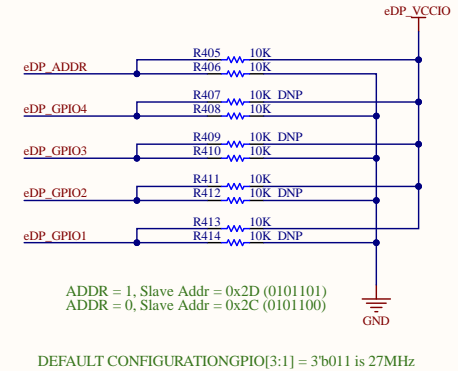 eDP_VCCIO
R405 10K
eDP_ADDR R406 10K
R407 10K DNP
eDP_GPIO4 R408 10K
R409 10K DNP
eDP_GPIO3 R410 10K
R411 10K
eDP_GPIO2 R412 10K DNP
R413 10K
eDP_GPIO1 R414 10K DNP
ADDR = 1, Slave Addr = 0x2D (0101101)
ADDR = 0, Slave Addr = 0x2C (0101100)
GND
DEFAULT CONFIGURATIONGPIO[3:1] = 3'b011 is 27MHz